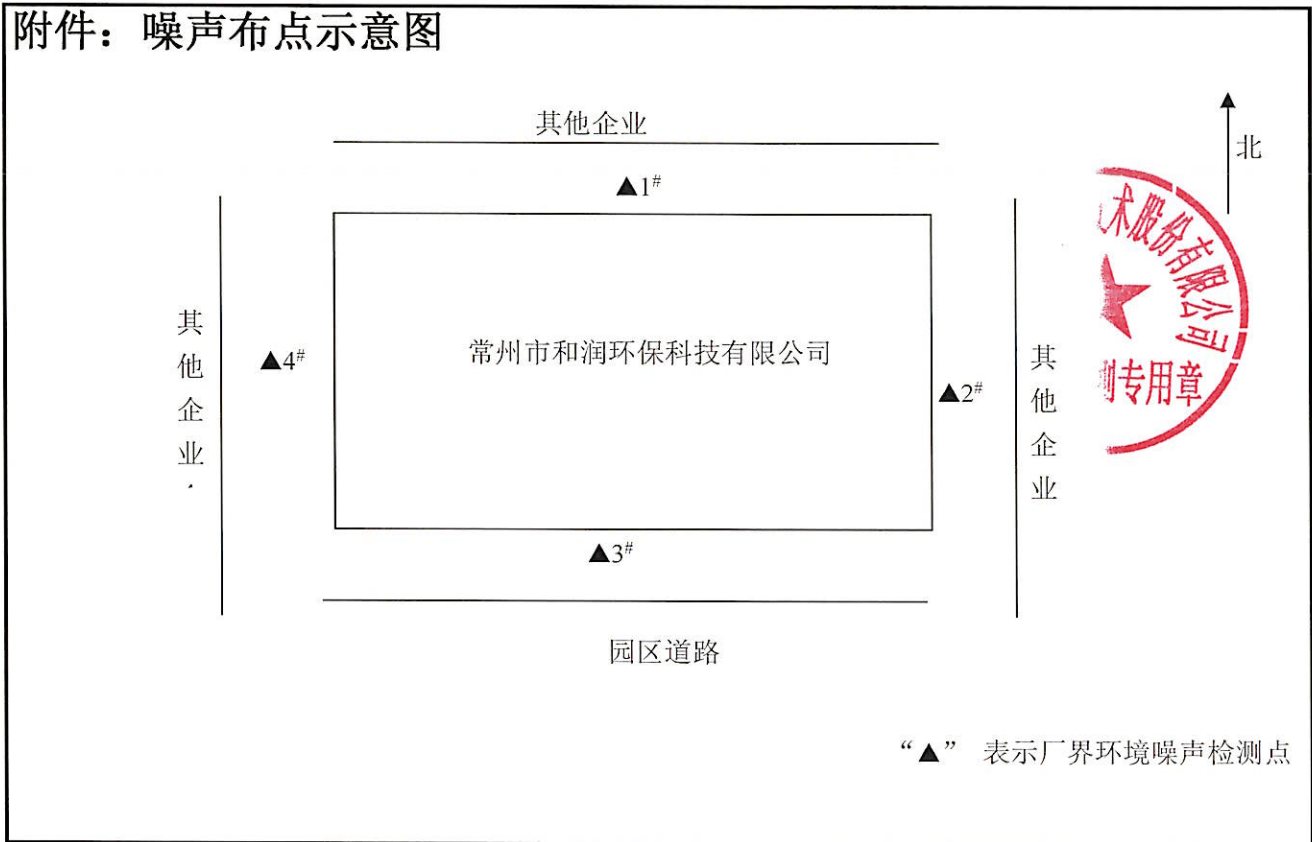 附件：噪声布点示意图
其他企业
北
▲1#
其他企业
▲4#
常州市和润环保科技有限公司
▲2#
其他企业
▲3#
园区道路
“▲” 表示厂界环境噪声检测点
术股份有限公司
专用章